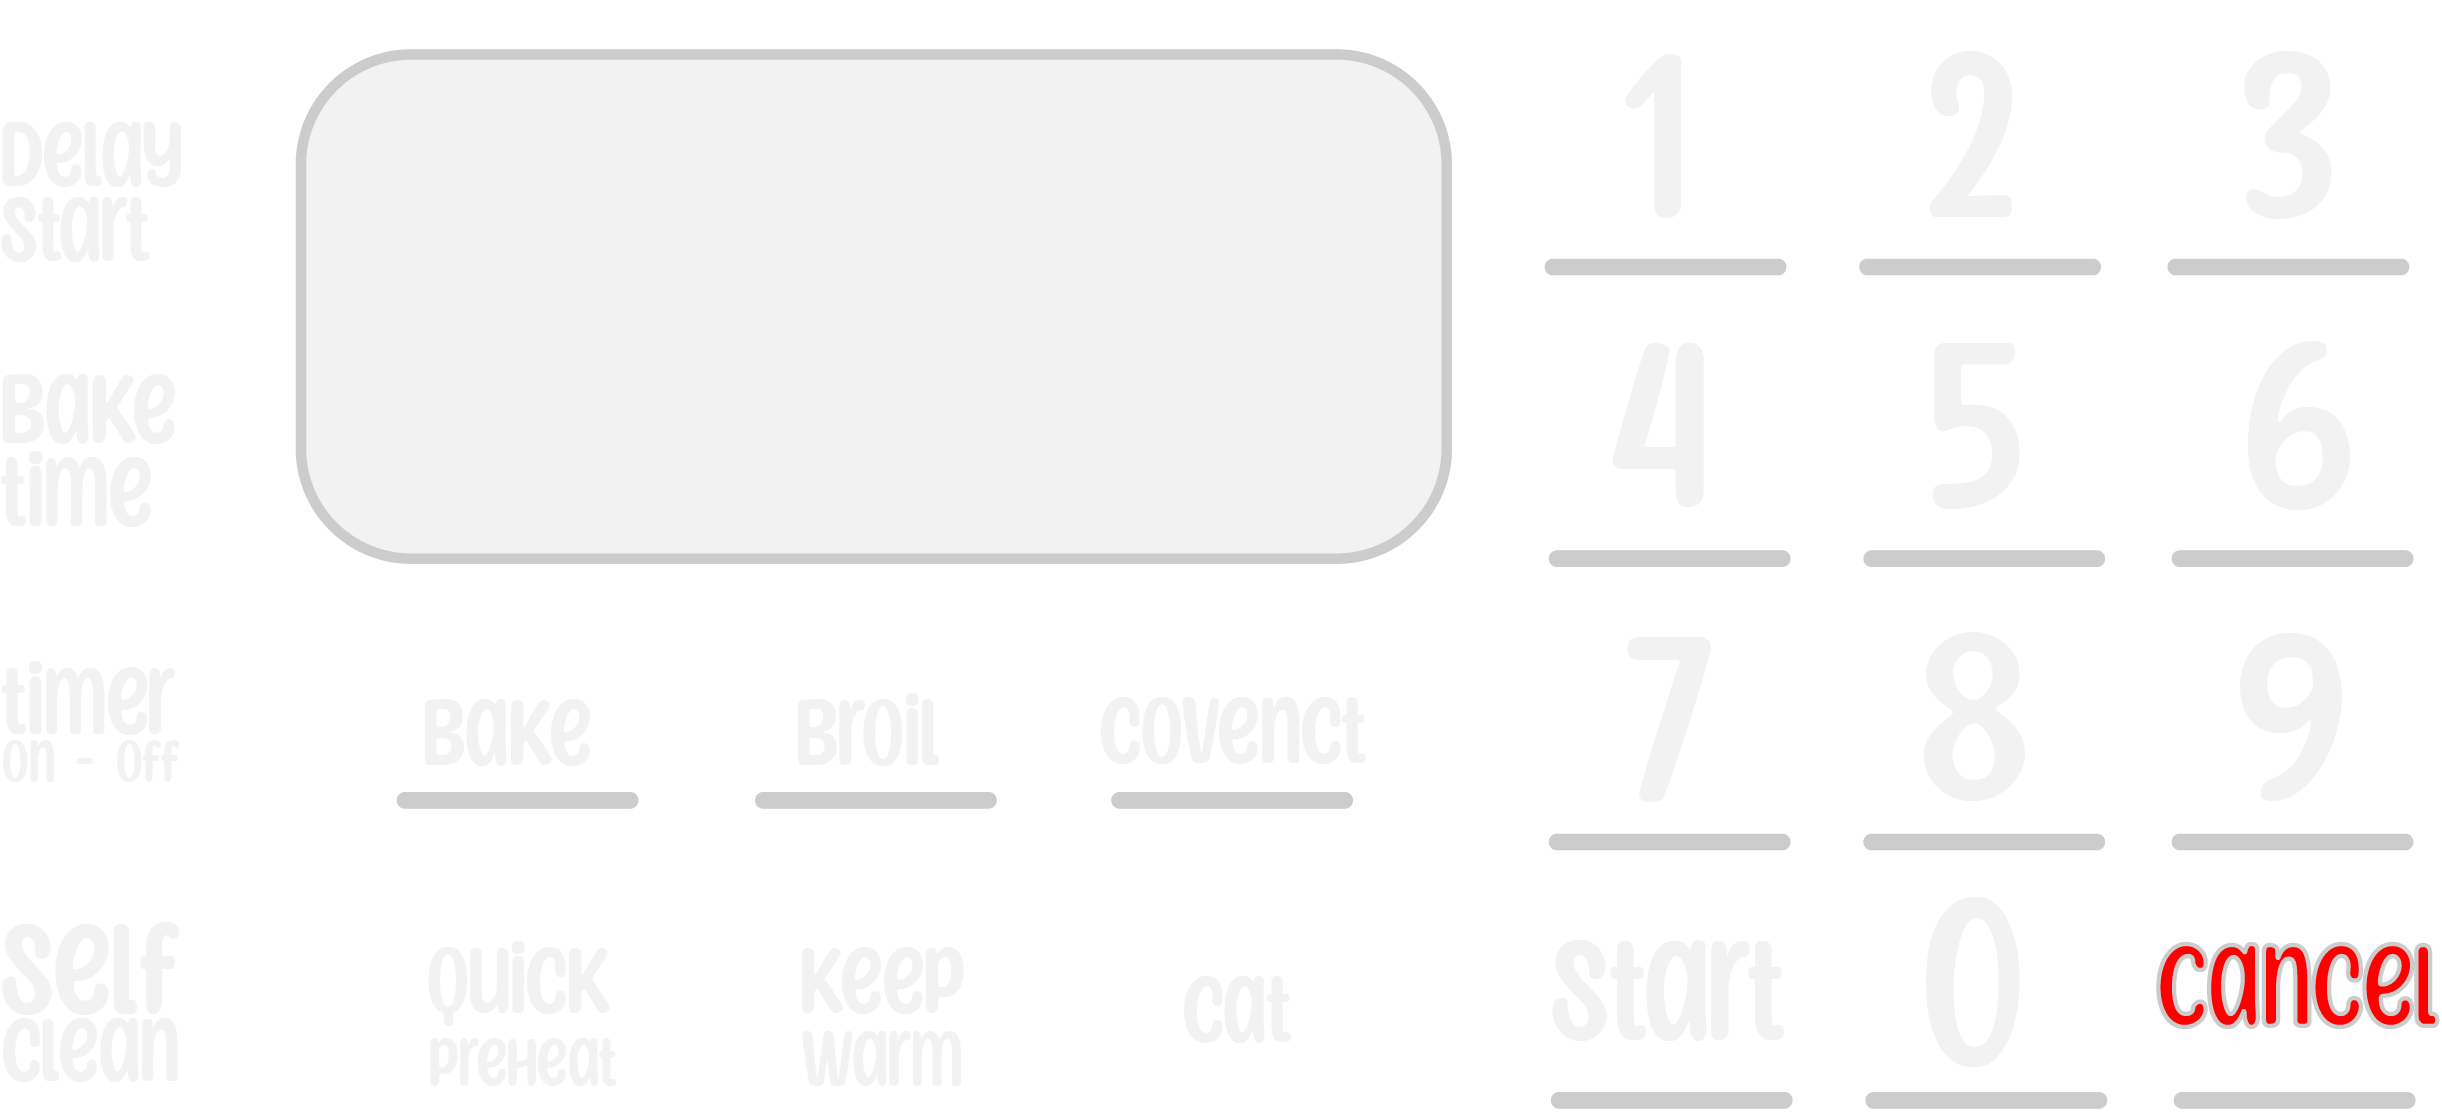 Delay
Start
1 2 3
Bake
time
4 5 6
timer
on - off
Bake Broil covenct
7 8 9
Self
clean
Quick
preheat
Keep
warm
cat
Start 0 cancel